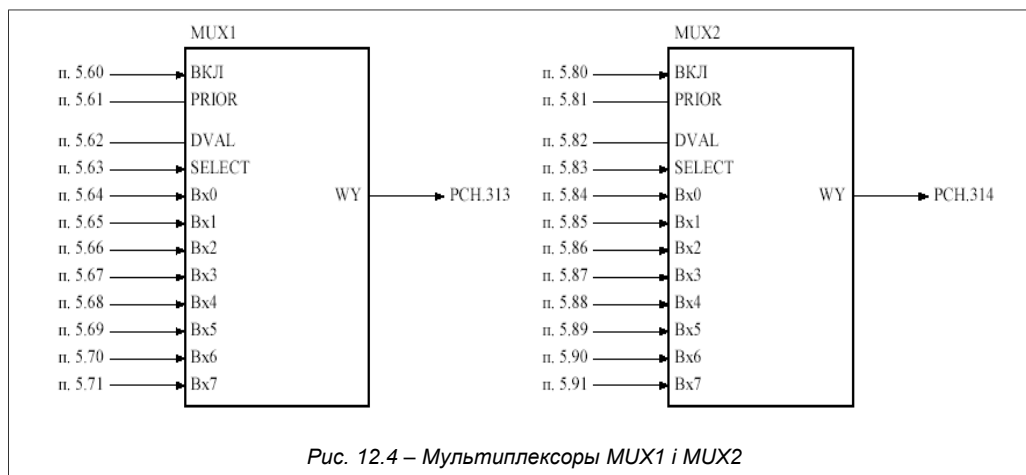 MUX1
п. 5.60 ВКЛ
п. 5.61 PRIOR
п. 5.62 DVAL
п. 5.63 SELECT
п. 5.64 Вх0 WY РСН.313
п. 5.65 Вх1
п. 5.66 Вх2
п. 5.67 Вх3
п. 5.68 Вх4
п. 5.69 Вх5
п. 5.70 Вх6
п. 5.71 Вх7
MUX2
п. 5.80 ВКЛ
п. 5.81 PRIOR
п. 5.82 DVAL
п. 5.83 SELECT
п. 5.84 Вх0 WY РСН.314
п. 5.85 Вх1
п. 5.86 Вх2
п. 5.87 Вх3
п. 5.88 Вх4
п. 5.89 Вх5
п. 5.90 Вх6
п. 5.91 Вх7
Рис. 12.4 – Мультиплексоры MUX1 і MUX2